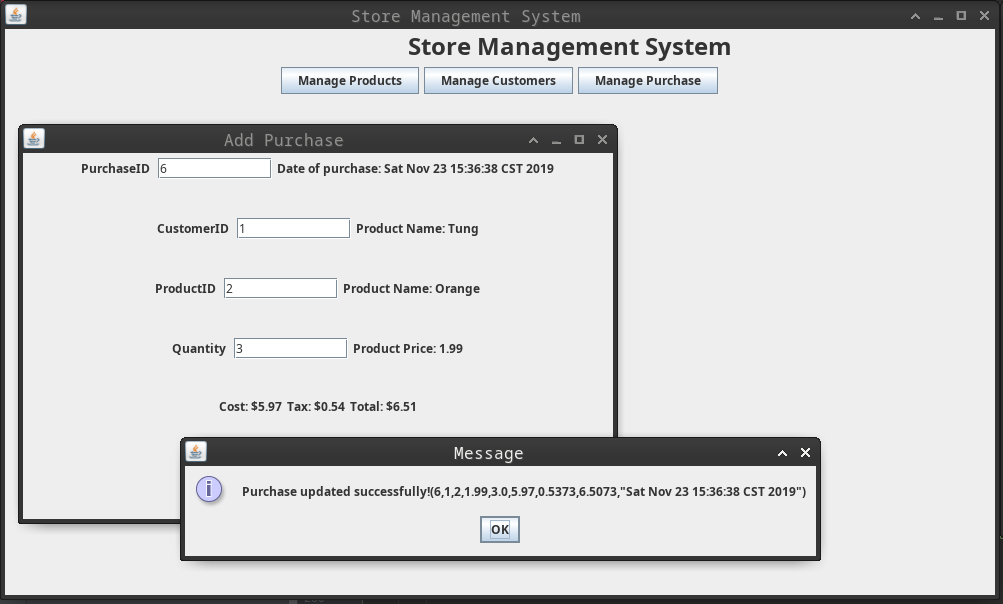 Store Management System
Store Management System
Manage Products Manage Customers Manage Purchase
Add Purchase
PurchaseID 6 Date of purchase: Sat Nov 23 15:36:38 CST 2019
CustomerID 1 Product Name: Tung
ProductID 2 Product Name: Orange
Quantity 3 Product Price: 1.99
Cost: $5.97 Tax: $0.54 Total: $6.51
Message
Purchase updated successfully!(6,1,2,1.99,3.0,5.97,0.5373,6.5073,"Sat Nov 23 15:36:38 CST 2019")
OK